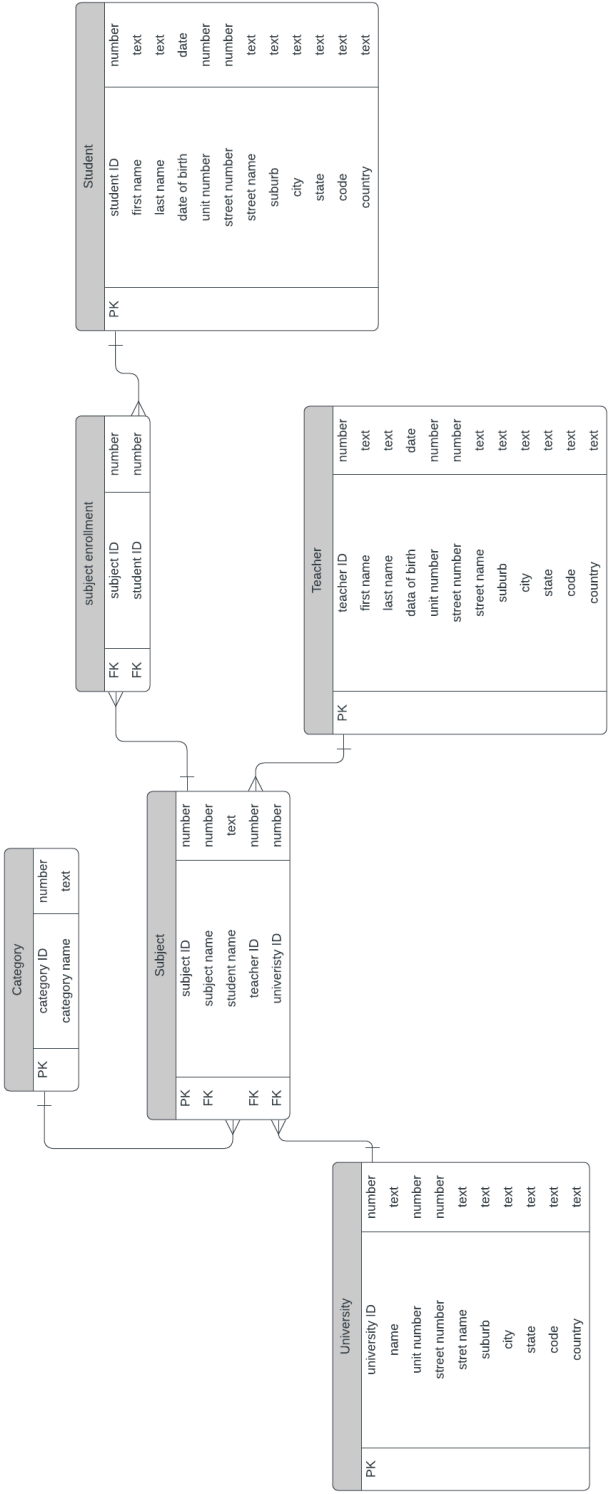 Category
PK category ID number
category name text
subject enrollment
FK subject ID number
FK student ID number
Student
PK student ID number
first name text
last name text
date of birth date
unit number number
street number number
street name text
suburb text
city text
state text
code text
country text
Subject
PK subject ID number
FK subject name number
student name text
FK teacher ID number
FK univeristy ID number
Teacher
PK teacher ID number
first name text
last name text
data of birth date
unit number number
street number number
street name text
suburb text
city text
state text
code text
country text
University
PK university ID number
name text
unit number number
street number number
stret name text
suburb text
city text
state text
code text
country text